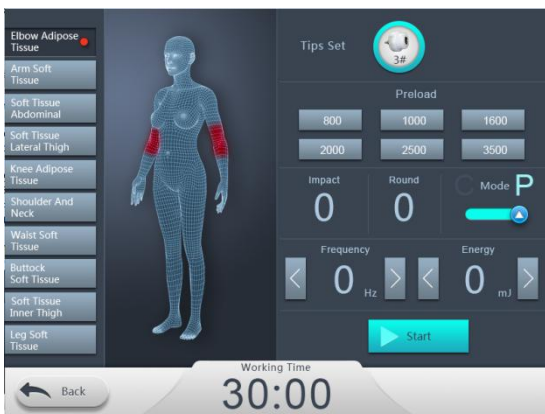 Elbow Adipose
Tissue
Arm Soft
Tissue
Soft Tissue
Abdominal
Soft Tissue
Lateral Thigh
Knee Adipose
Tissue
Shoulder And
Neck
Waist Soft
Tissue
Buttock
Soft Tissue
Soft Tissue
Inner Thigh
Leg Soft
Tissue
Back
Tips Set
3#
Preload
800 1000 1600
2000 2500 3500
Impact Round C Mode P
0 0
Frequency Energy
< 0 Hz > < 0 mJ >
Start
Working Time
30:00